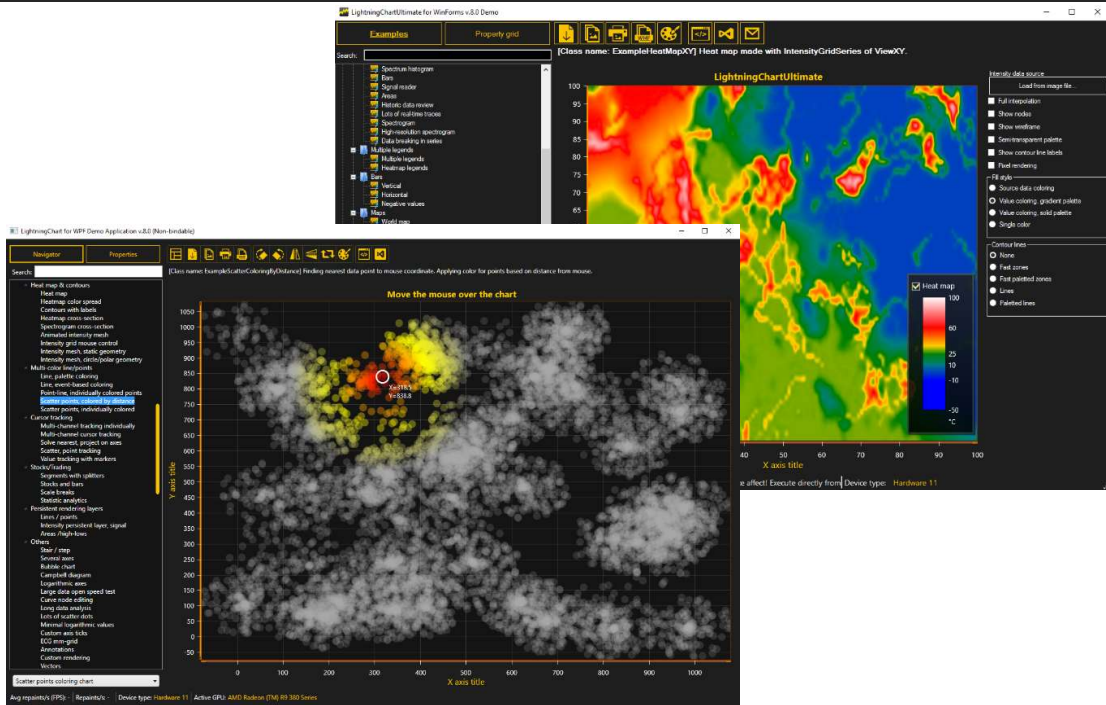 LightningChartUltimate for WinForms v.8.0 Demo
Examples
Property grid
[Class name: ExampleHeatMapXY] Heat map made with IntensityGridSeries of ViewXY.
Search:
Spectrum histogram
Bars
Signal reader
Areas
Historic data review
Lots of real-time traces
Spectrogram
High-resolution spectrogram
Data breaking in series
Multiple legends
Multiple legends
Heatmap legends
Bars
Vertical
Horizontal
Negative values
Maps
World map
LightningChartUltimate
100
95
90
85
80
75
70
65
60
Intensity data source
Load from image file...
Full interpolation
Show nodes
Show wireframe
Semi-transparent palette
Show contour line labels
Pixel rendering
Fill style
Source data coloring
Value coloring, gradient palette
Value coloring, solid palette
Single color
Contour lines
None
Fast zones
Fast paletted zones
Lines
Paletted lines
Heat map
100
60
25
10
-10
-50
°C
40 50 60 70 80 90 100
X axis title
e affect! Execute directly from Device type: Hardware 11
LightningChart for WPF Demo Application v.8.0 (Non-bindable)
Navigator
Properties
Search:
[Class name: ExampleScatterColoringByDistance] Finding nearest data point to mouse coordinate. Applying color for points based on distance from mouse.
Heat map & contours
Heat map
Heatmap color spread
Contours with labels
Heatmap cross-section
Spectrogram cross-section
Animated intensity mesh
Intensity grid mouse control
Intensity mesh, static geometry
Intensity mesh, circle/polar geometry
Multi-color line/points
Line, palette coloring
Line, event-based coloring
Point-line, individually colored points
Scatter points, colored by distance
Scatter points, individually colored
Cursor tracking
Multi-channel tracking individually
Multi-channel cursor tracking
Solve nearest, project on axes
Scatter, point tracking
Value tracking with markers
Stocks/Trading
Segments with splitters
Stocks and bars
Scale breaks
Statistic analytics
Persistent rendering layers
Lines / points
Intensity persistent layer, signal
Areas /high-lows
Others
Stair / step
Several axes
Bubble chart
Campbell diagram
Logarithmic axes
Large data open speed test
Curve node editing
Long data analysis
Lots of scatter dots
Minimal logarithmic values
Custom axis ticks
ECG mm-grid
Annotations
Custom rendering
Vectors
Scatter points coloring chart
Move the mouse over the chart
1050
1000
950
900
850
800
750
700
650
600
550
500
450
400
350
300
250
200
150
100
50
0
-50
Y axis title
X=318.5
Y=838.8
0 100 200 300 400 500 600 700 800 900 1000
X axis title
Avg repaints/s (FPS): - Repaints/s: - Device type: Hardware 11 Active GPU: AMD Radeon (TM) R9 380 Series